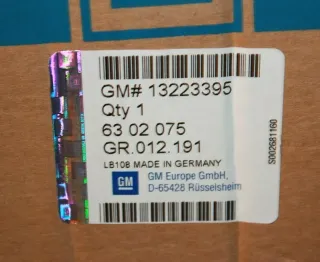 GM# 13223395
Qty 1
63 02 075
GR.012.191
LB108 MADE IN GERMANY
GM
GM Europe GmbH,
D-65428 Rüsselsheim
S002681160